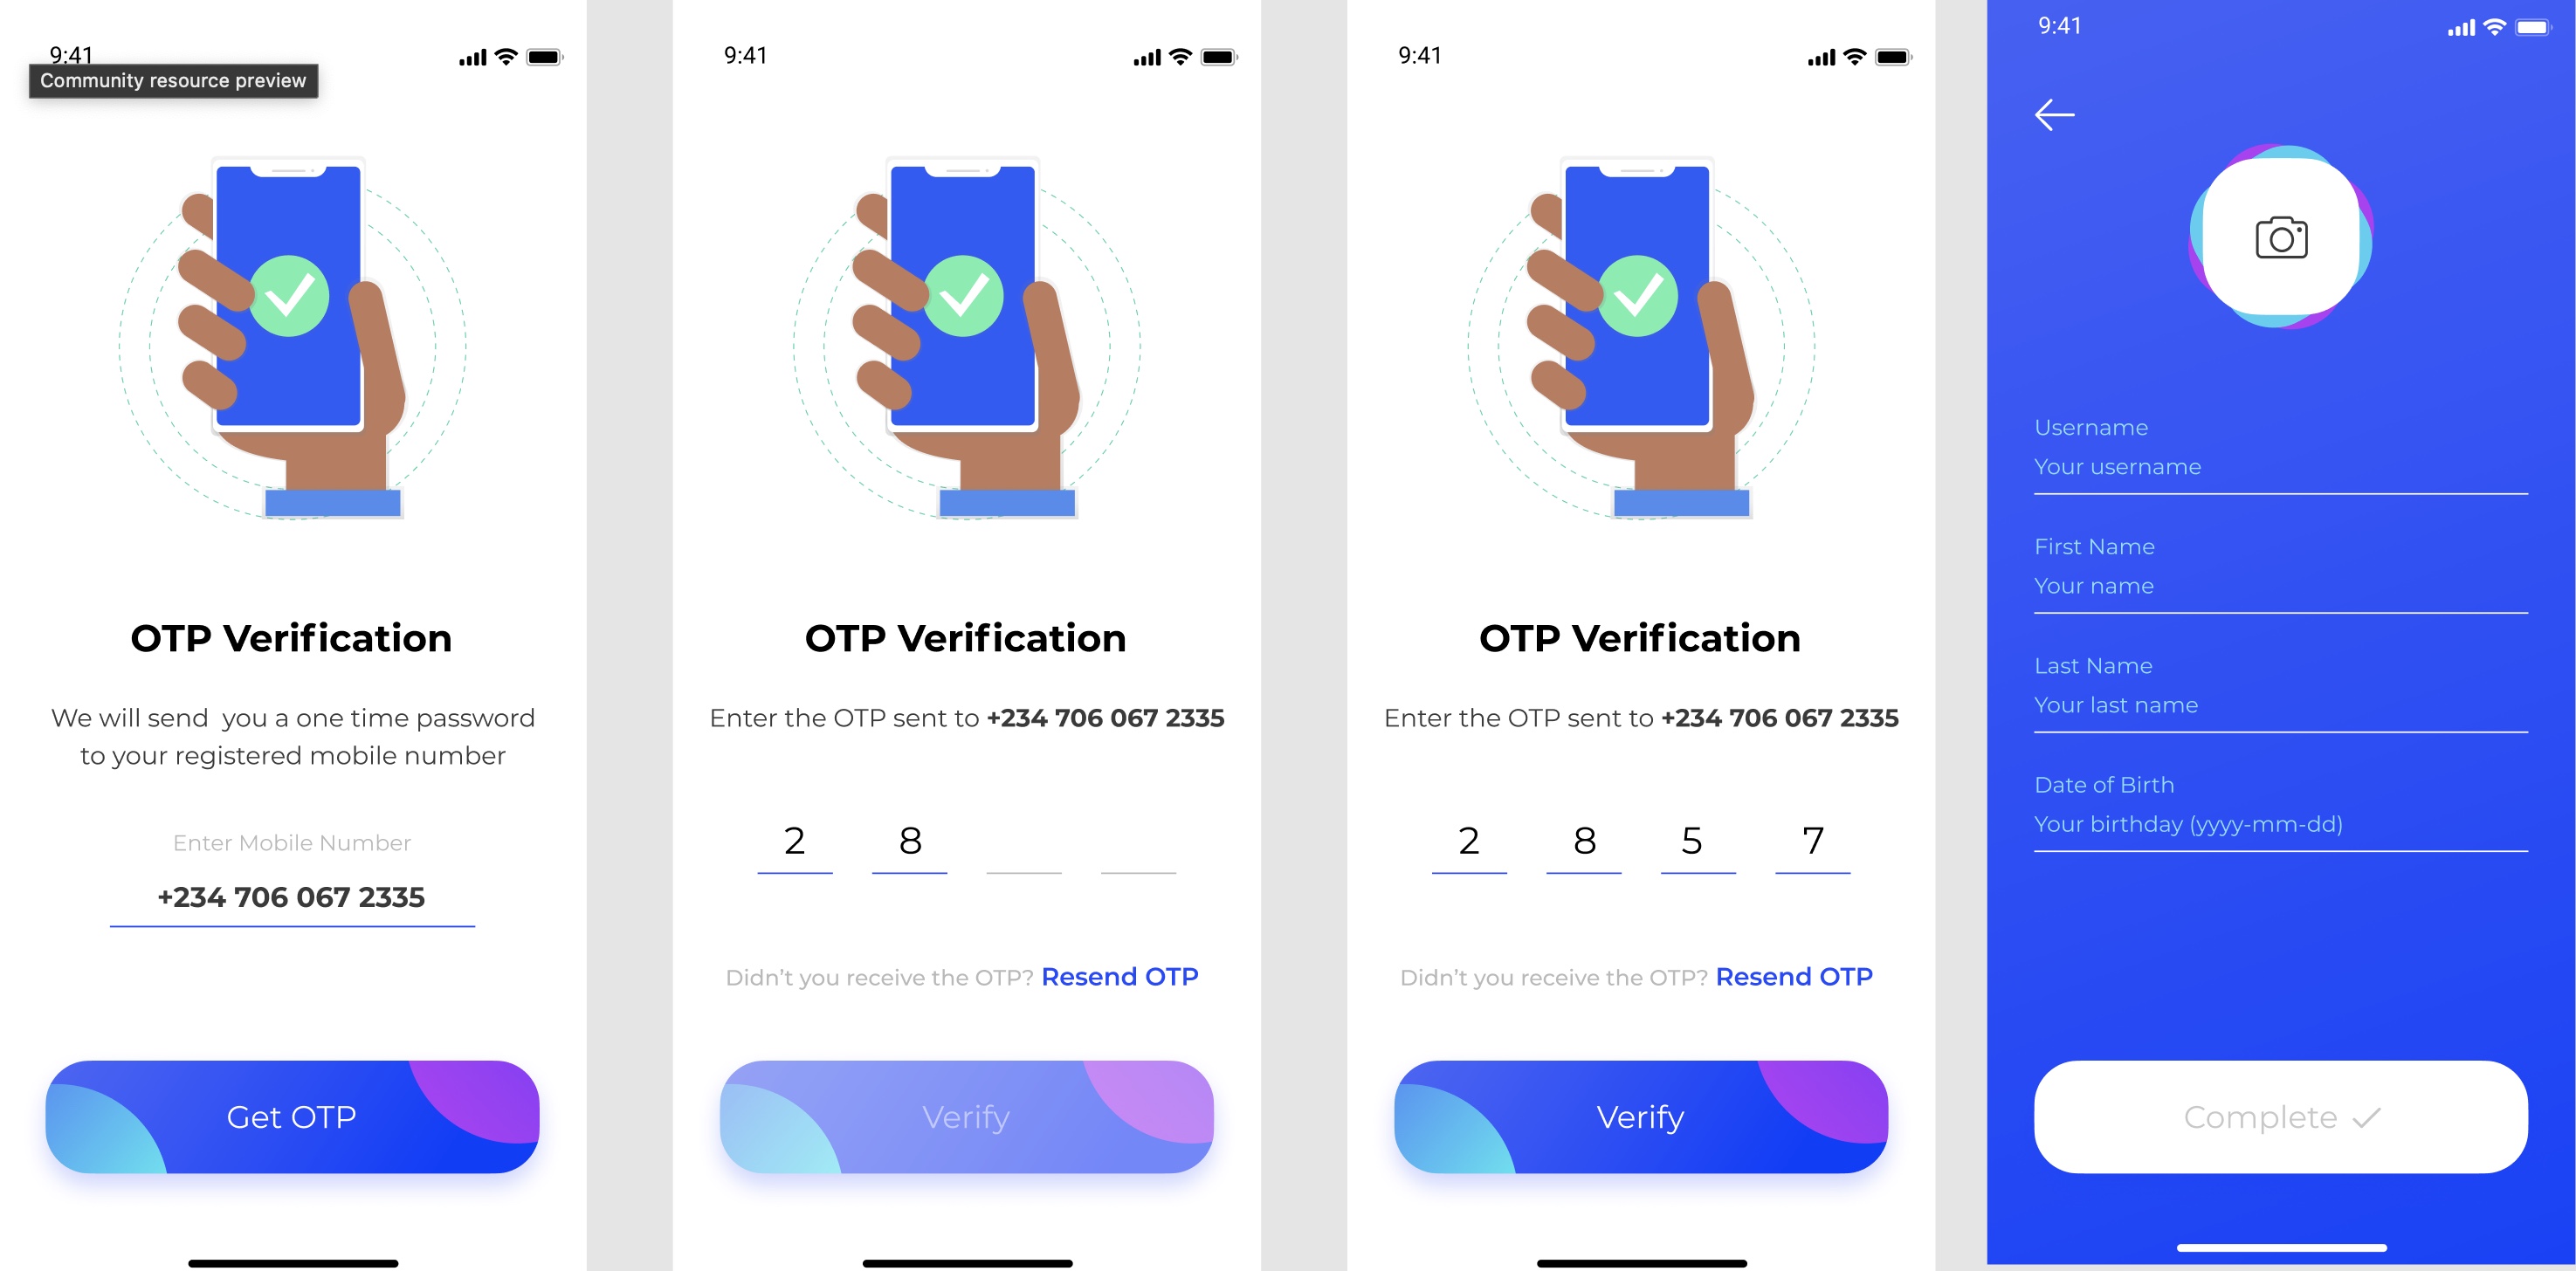 9:41
Community resource preview
OTP Verification
We will send  you a one time password
to your registered mobile number
Enter Mobile Number
+234 706 067 2335
Get OTP
9:41
OTP Verification
Enter the OTP sent to +234 706 067 2335
2 8
Didn’t you receive the OTP? Resend OTP
Verify
9:41
OTP Verification
Enter the OTP sent to +234 706 067 2335
2 8 5 7
Didn’t you receive the OTP? Resend OTP
Verify
9:41
Username
Your username
First Name
Your name
Last Name
Your last name
Date of Birth
Your birthday (yyyy-mm-dd)
Complete